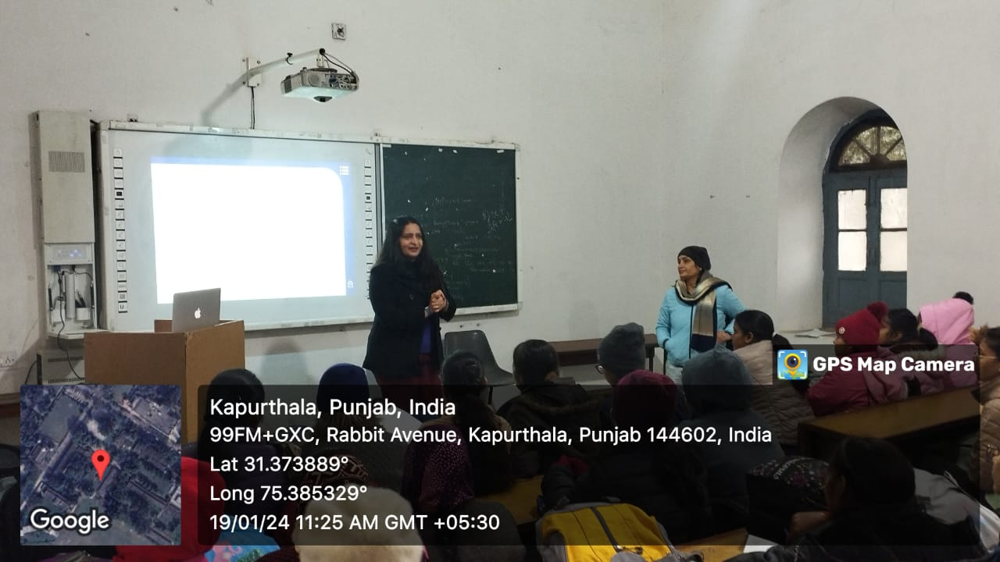 GPS Map Camera
Kapurthala, Punjab, India
99FM+GXC, Rabbit Avenue, Kapurthala, Punjab 144602, India
Lat 31.373889°
Long 75.385329°
19/01/24 11:25 AM GMT +05:30
Google